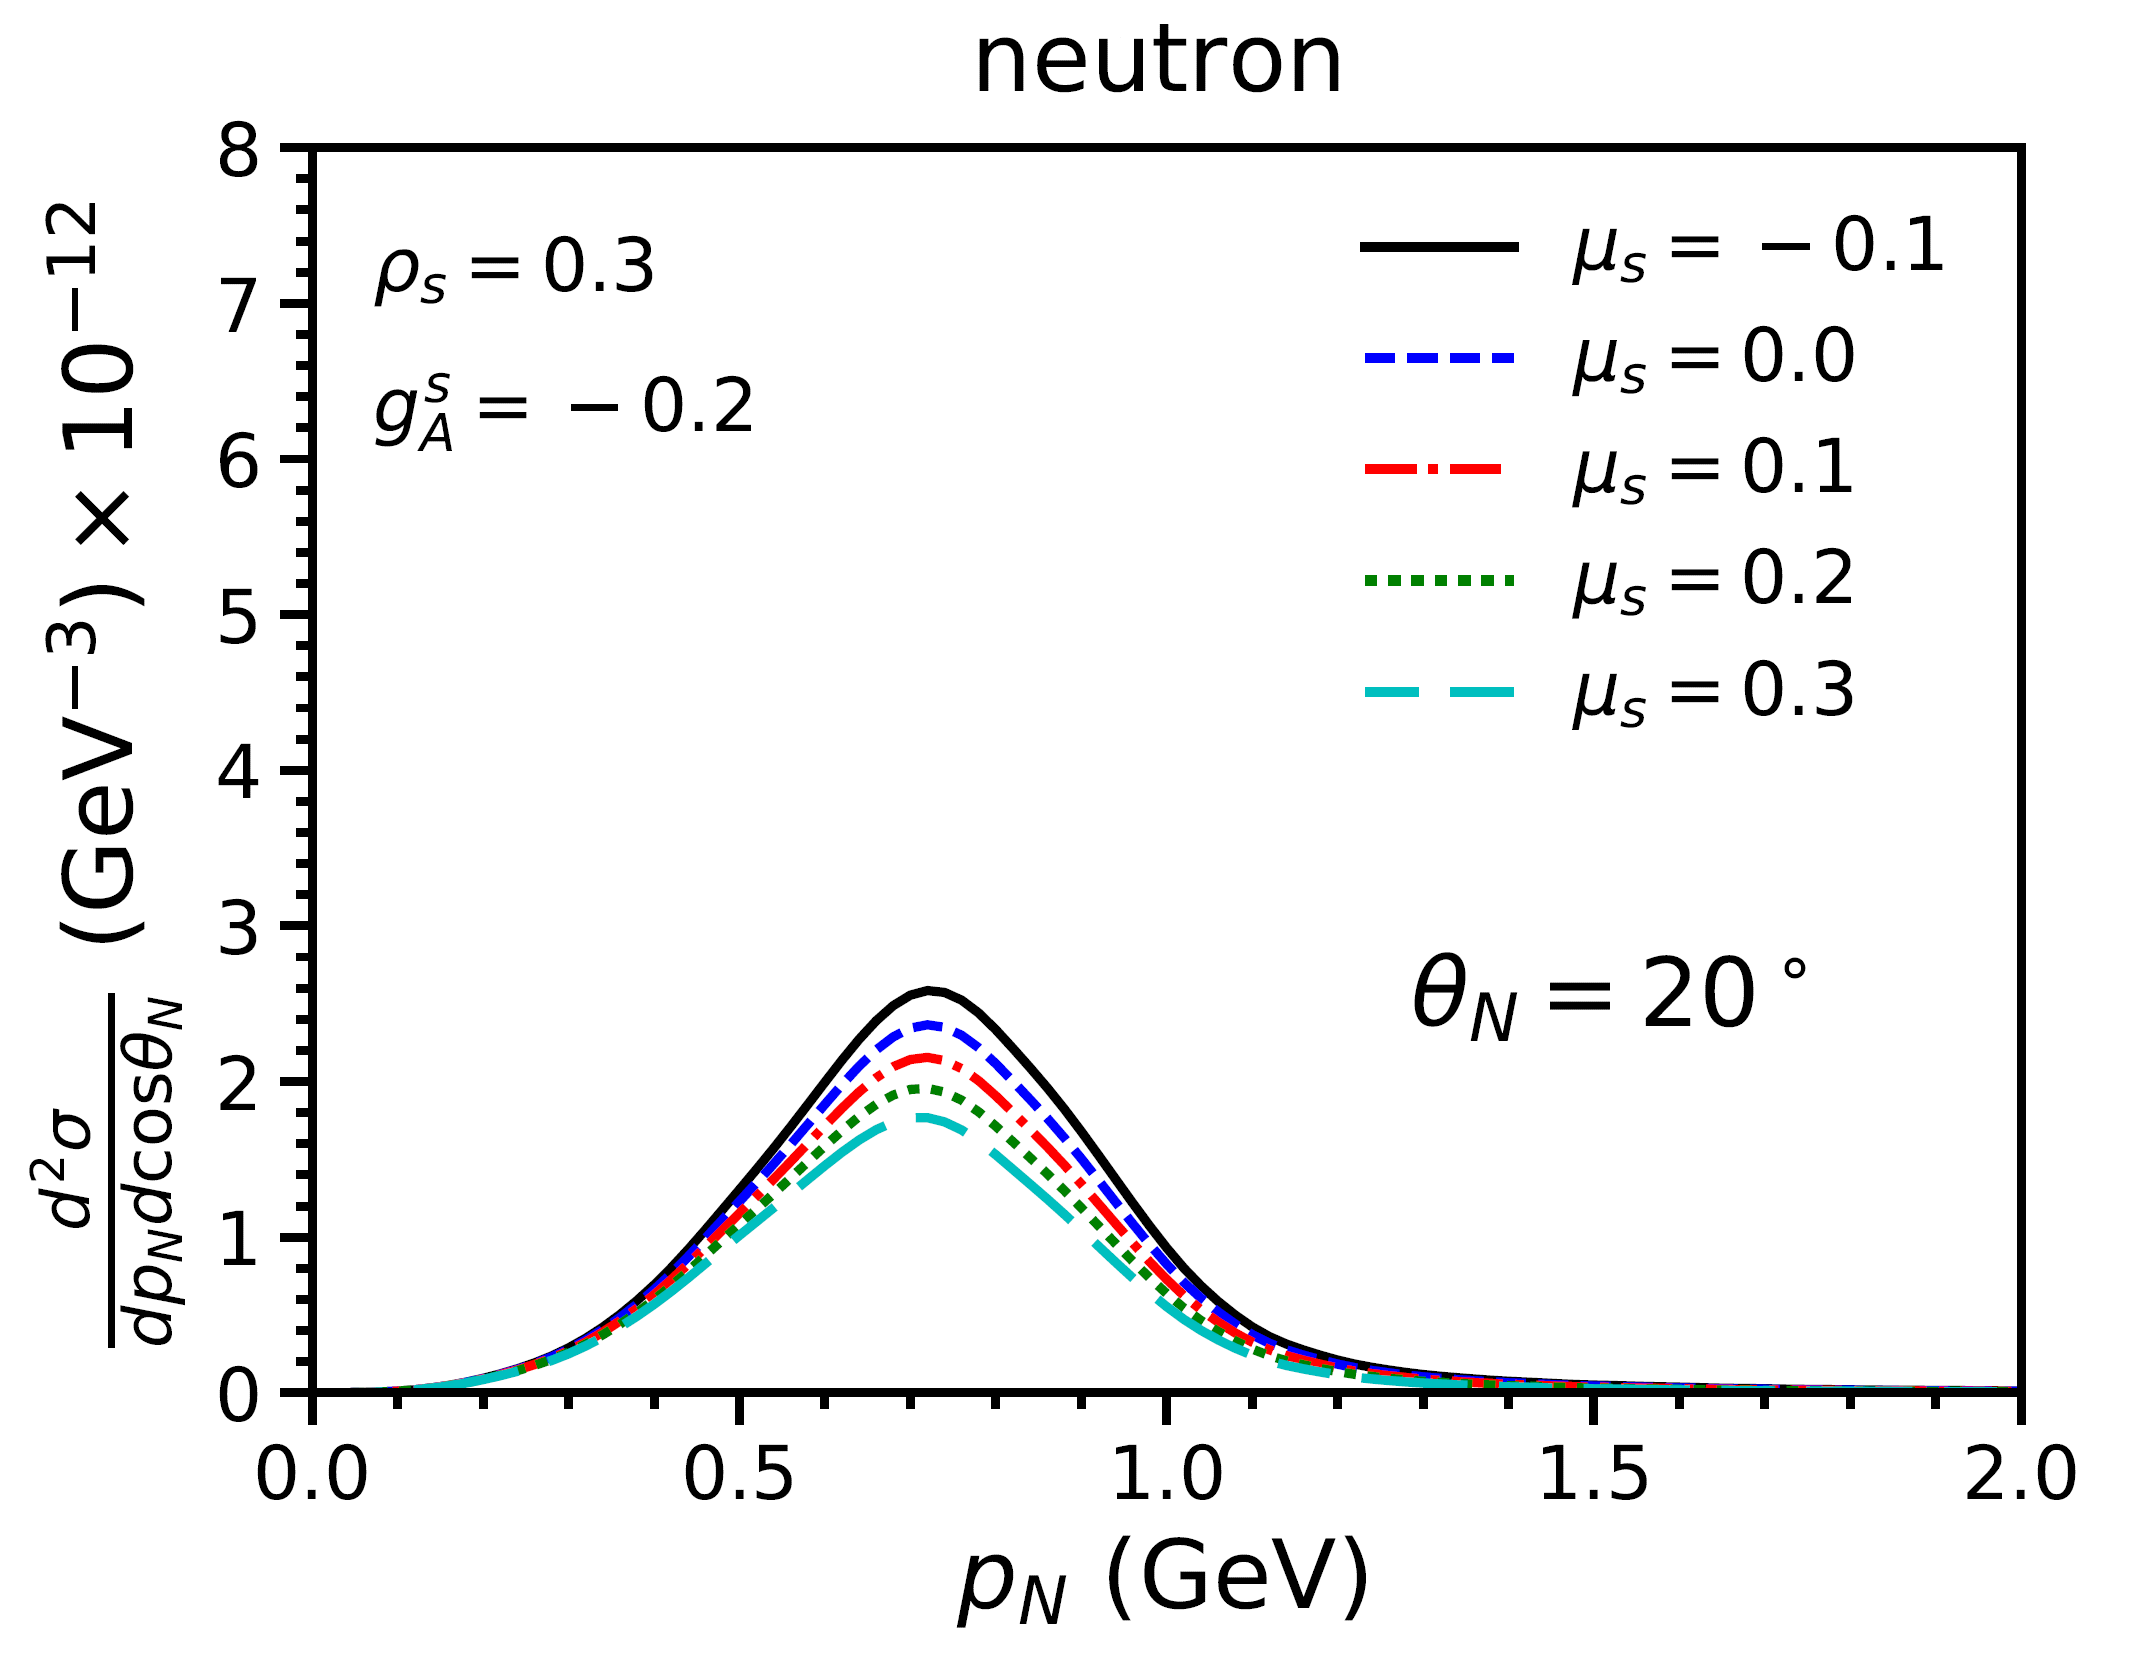 neutron
d²σ
dp_N dcosθ_N
(GeV⁻³) × 10⁻¹²
8
7
6
5
4
3
2
1
0
ρ_s = 0.3
g_A^s = −0.2
μ_s = −0.1
μ_s = 0.0
μ_s = 0.1
μ_s = 0.2
μ_s = 0.3
θ_N = 20°
0.0 0.5 1.0 1.5 2.0
p_N (GeV)